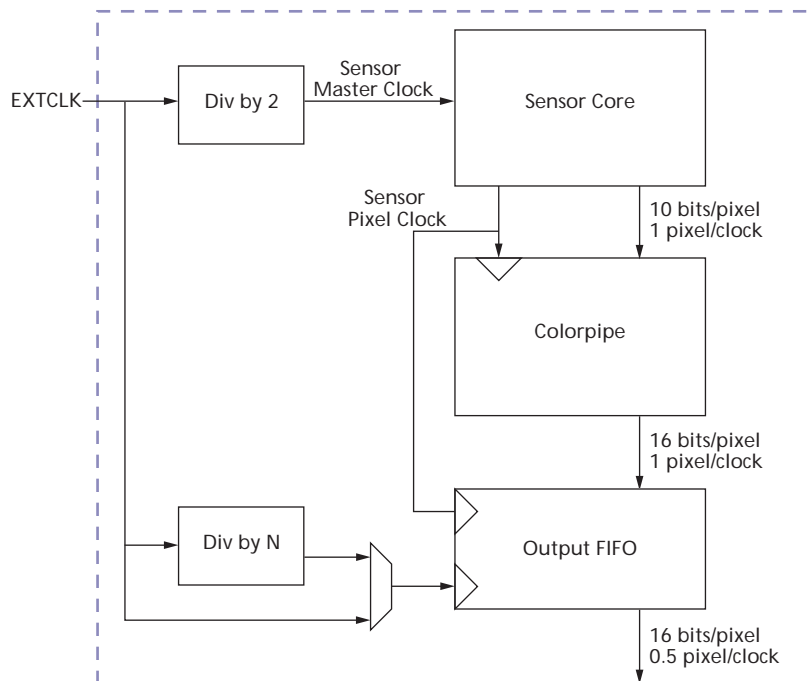 EXTCLK
Div by 2
Sensor
Master Clock
Sensor Core
Sensor
Pixel Clock
10 bits/pixel
1 pixel/clock
Colorpipe
16 bits/pixel
1 pixel/clock
Div by N
Output FIFO
16 bits/pixel
0.5 pixel/clock